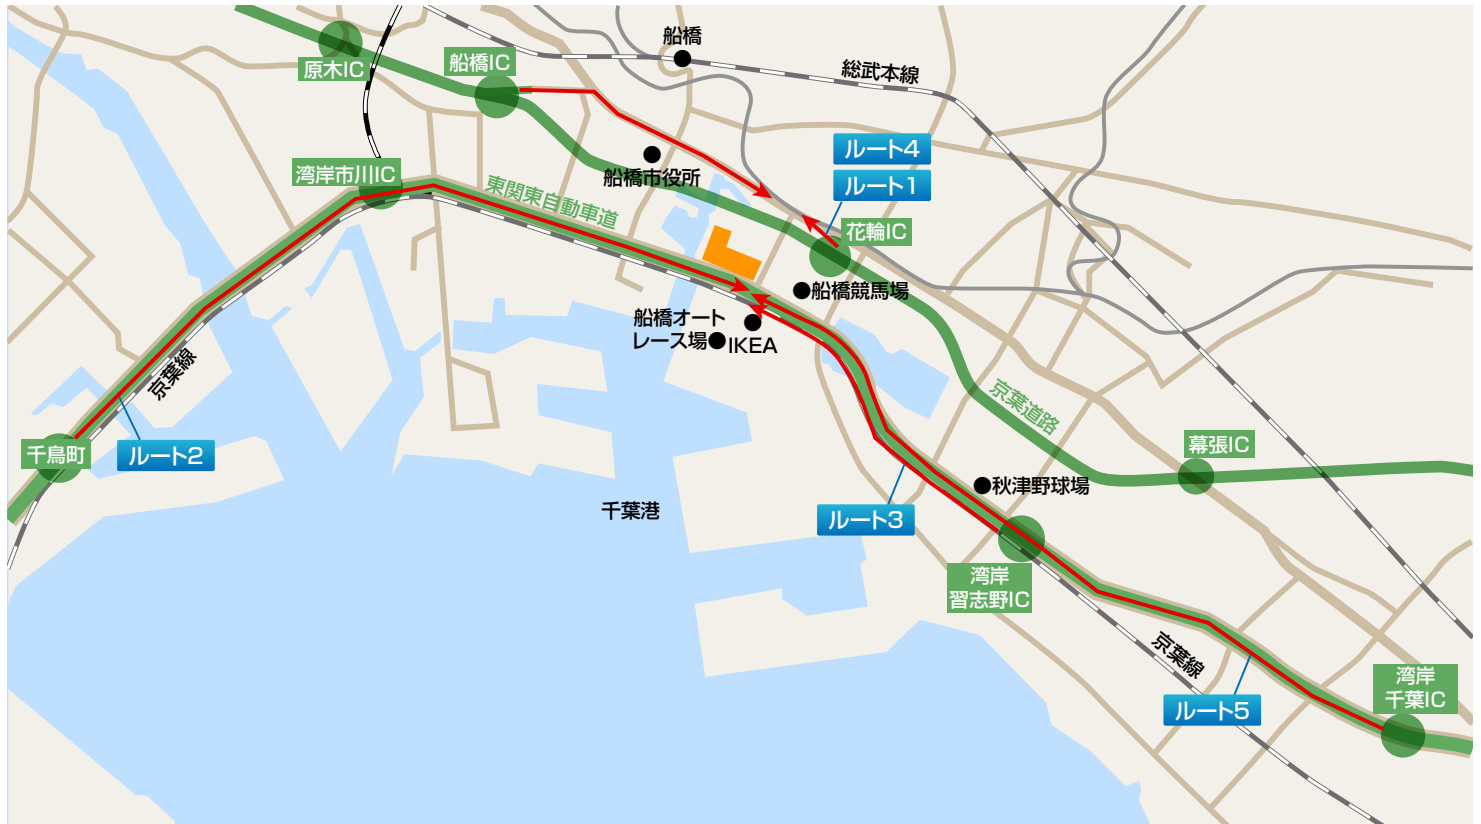 船橋
原木IC
船橋IC
総武本線
ルート4
船橋市役所
湾岸市川IC
ルート1
東関東自動車道
花輪IC
船橋競馬場
船橋オート
レース場
IKEA
京葉線
京葉道路
千鳥町
ルート2
幕張IC
秋津野球場
千葉港
ルート3
湾岸
習志野IC
京葉線
湾岸
千葉IC
ルート5